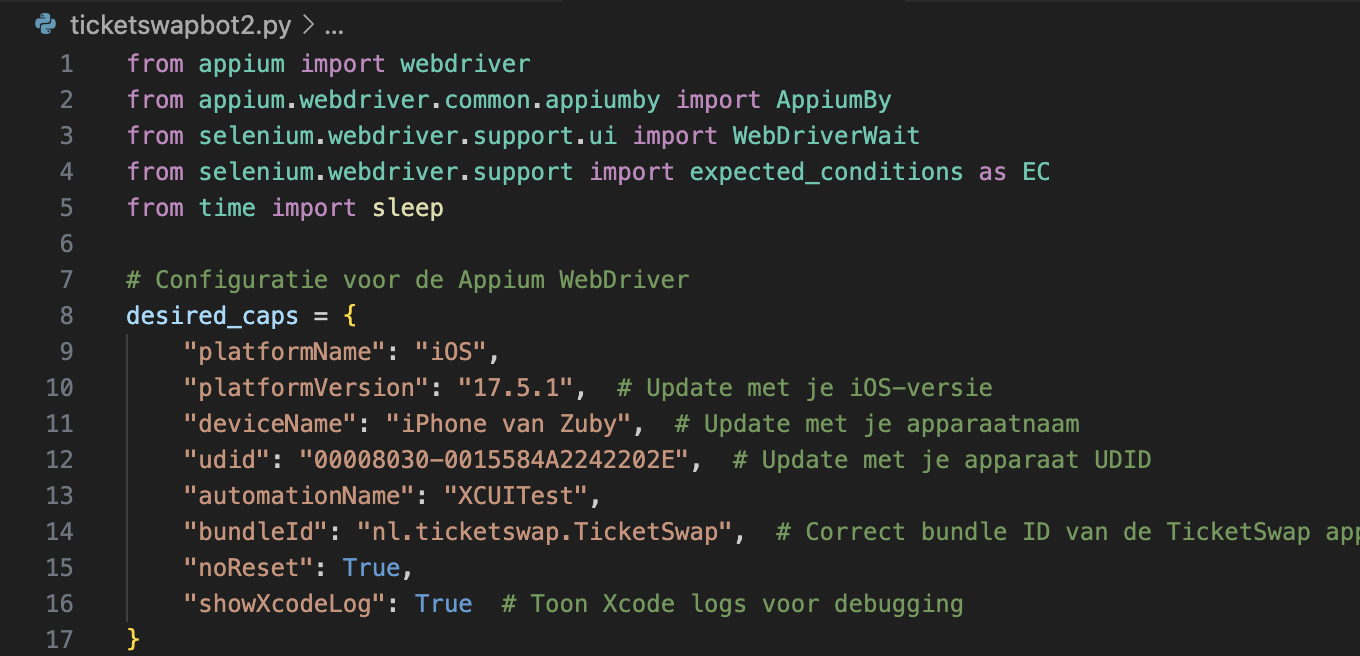 ticketswapbot2.py > ...
1 from appium import webdriver
2 from appium.webdriver.common.appiumby import AppiumBy
3 from selenium.webdriver.support.ui import WebDriverWait
4 from selenium.webdriver.support import expected_conditions as EC
5 from time import sleep
6
7 # Configuratie voor de Appium WebDriver
8 desired_caps = {
9 "platformName": "iOS",
10 "platformVersion": "17.5.1", # Update met je iOS-versie
11 "deviceName": "iPhone van Zuby", # Update met je apparaatnaam
12 "udid": "00008030-0015584A2242202E", # Update met je apparaat UDID
13 "automationName": "XCUITest",
14 "bundleId": "nl.ticketswap.TicketSwap", # Correct bundle ID van de TicketSwap app
15 "noReset": True,
16 "showXcodeLog": True # Toon Xcode logs voor debugging
17 }